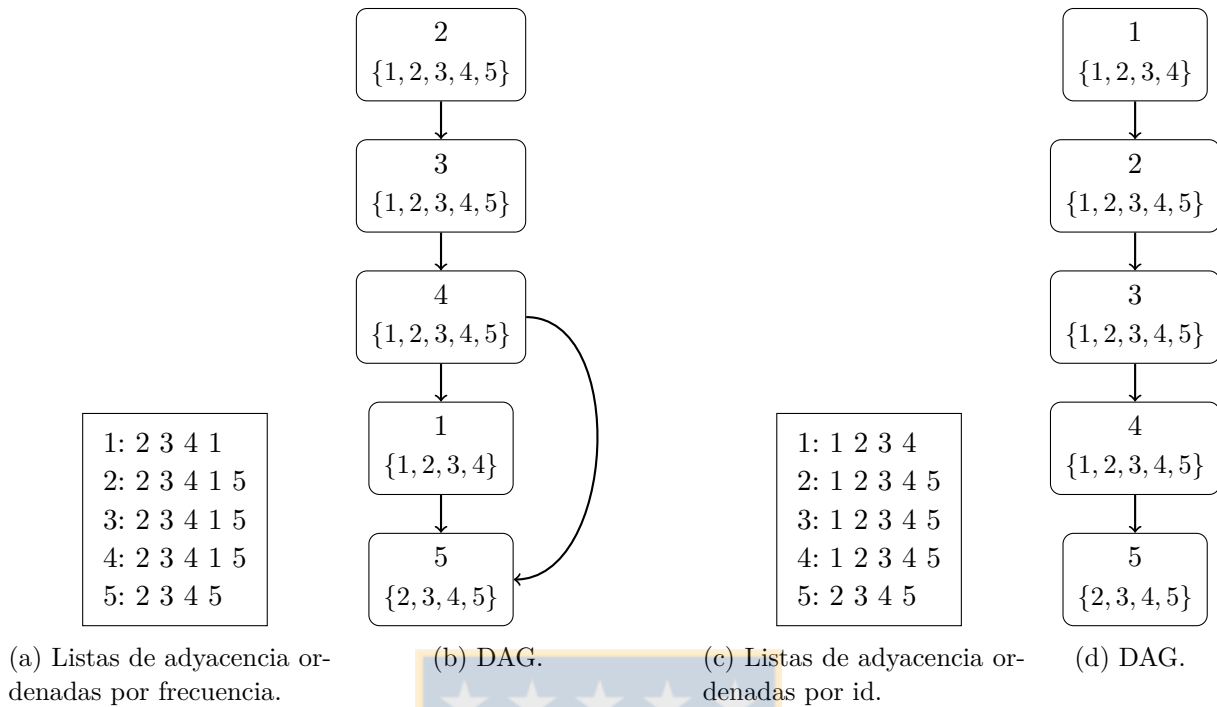 2
{1, 2, 3, 4, 5}
3
{1, 2, 3, 4, 5}
4
{1, 2, 3, 4, 5}
1
{1, 2, 3, 4}
5
{2, 3, 4, 5}
1: 2 3 4 1
2: 2 3 4 1 5
3: 2 3 4 1 5
4: 2 3 4 1 5
5: 2 3 4 5
(a) Listas de adyacencia or-
denadas por frecuencia.
(b) DAG.
1: 1 2 3 4
2: 1 2 3 4 5
3: 1 2 3 4 5
4: 1 2 3 4 5
5: 2 3 4 5
(c) Listas de adyacencia or-
denadas por id.
1
{1, 2, 3, 4}
2
{1, 2, 3, 4, 5}
3
{1, 2, 3, 4, 5}
4
{1, 2, 3, 4, 5}
5
{2, 3, 4, 5}
(d) DAG.